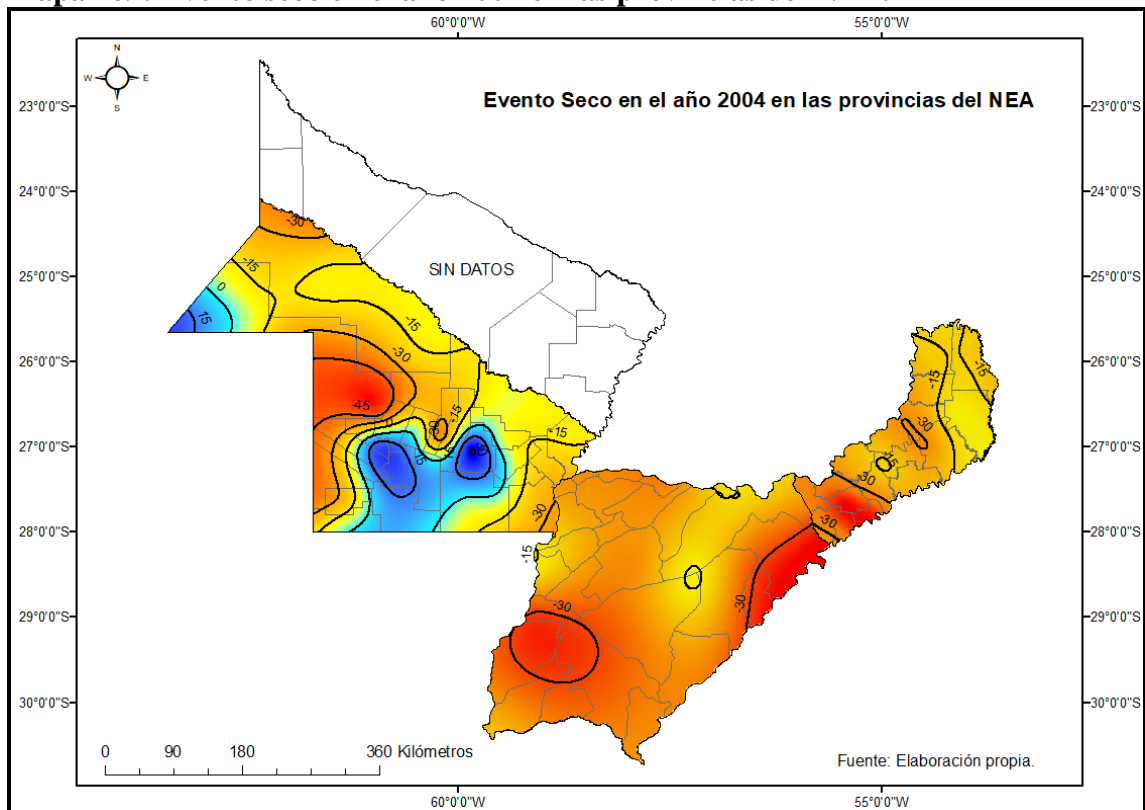 60°0'0"W 55°0'0"W
N
W E
S
Evento Seco en el año 2004 en las provincias del NEA
23°0'0"S 23°0'0"S
24°0'0"S 24°0'0"S
-30
-15
SIN DATOS
25°0'0"S 25°0'0"S
0
15
-15
26°0'0"S 26°0'0"S
-30
-15
-15
-45
-30
-15
-30
27°0'0"S 27°0'0"S
15
30
-15
-15
-30
28°0'0"S 28°0'0"S
-30
-30
-15
29°0'0"S 29°0'0"S
-30
-30
30°0'0"S 30°0'0"S
0 90 180 360 Kilómetros
Fuente: Elaboración propia.
60°0'0"W 55°0'0"W